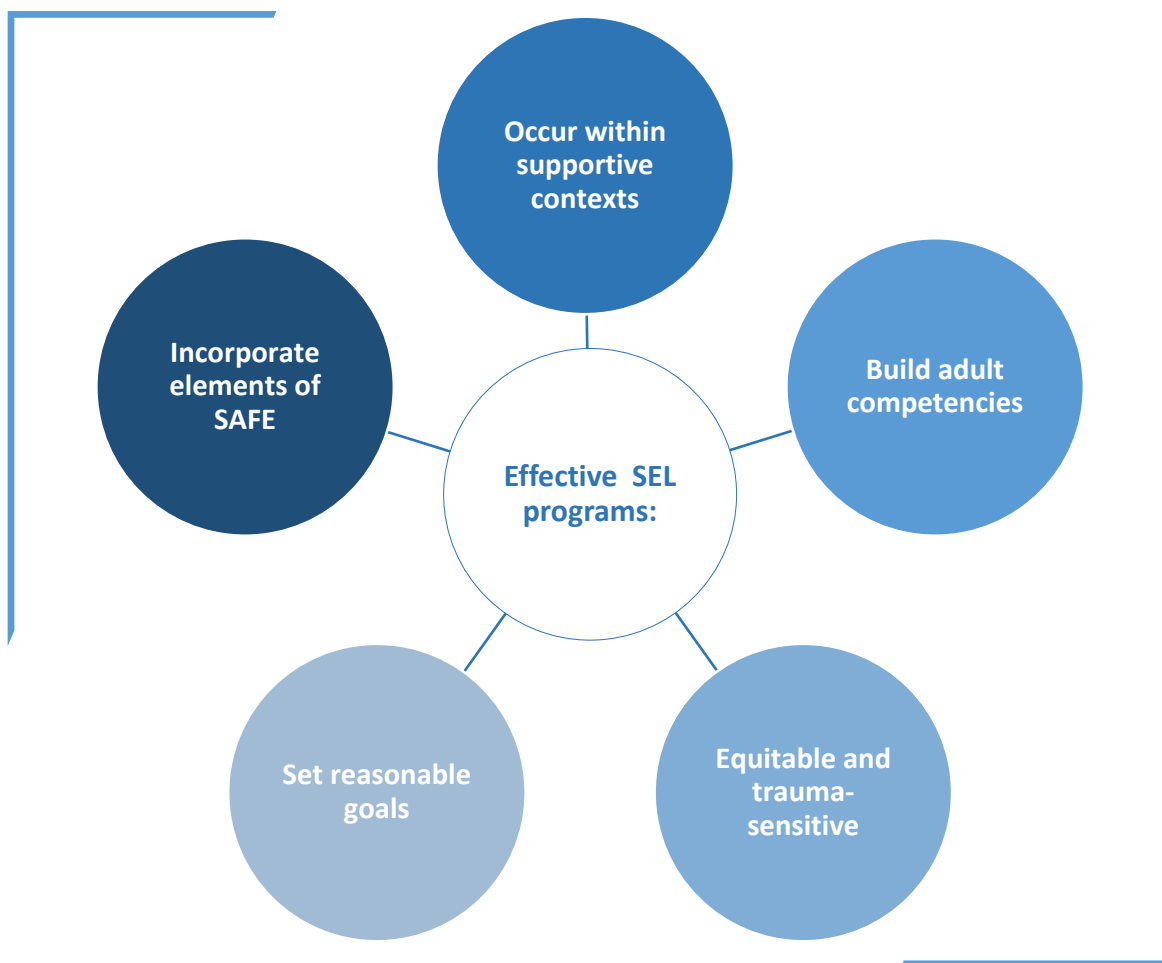 Occur within
supportive
contexts
Incorporate
elements of
SAFE
Build adult
competencies
Effective SEL
programs:
Set reasonable
goals
Equitable and
trauma-
sensitive